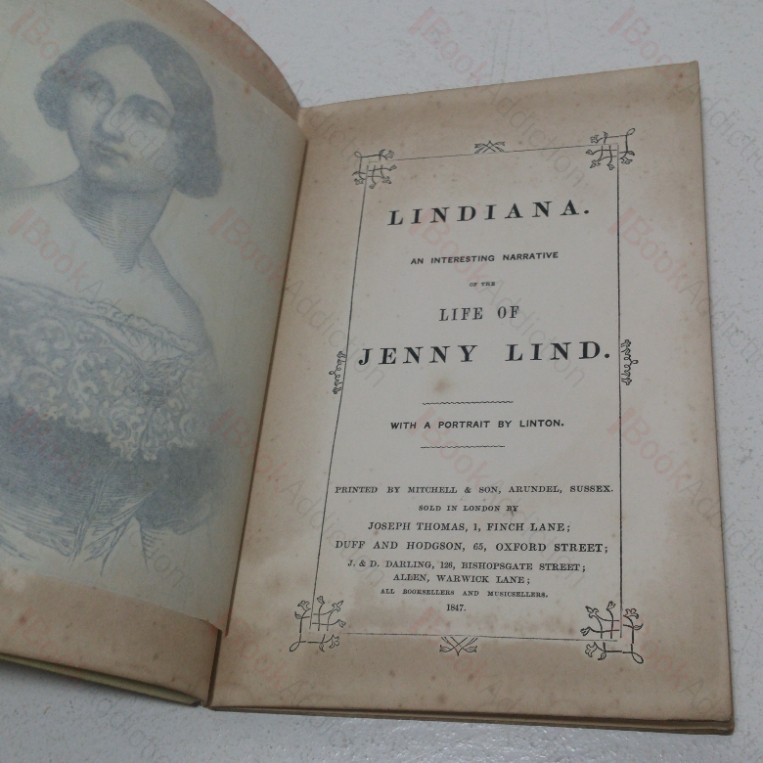 LINDIANA.
AN INTERESTING NARRATIVE
OF THE
LIFE OF
JENNY LIND.
WITH A PORTRAIT BY LINTON.
PRINTED BY MITCHELL & SON, ARUNDEL, SUSSEX.
SOLD IN LONDON BY
JOSEPH THOMAS, 1, FINCH LANE;
DUFF AND HODGSON, 65, OXFORD STREET;
J. & D. DARLING, 126, BISHOPSGATE STREET;
ALLEN, WARWICK LANE;
ALL BOOKSELLERS AND MUSICSELLERS.
1847.
BookAddiction